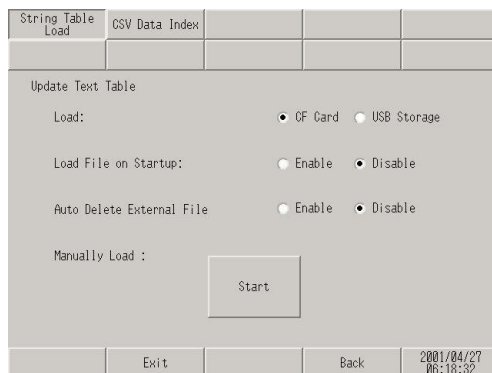 String Table Load
CSV Data Index
Update Text Table
Load: CF Card USB Storage
Load File on Startup: Enable Disable
Auto Delete External File Enable Disable
Manually Load :
Start
Exit Back 2001/04/27
06:18:32